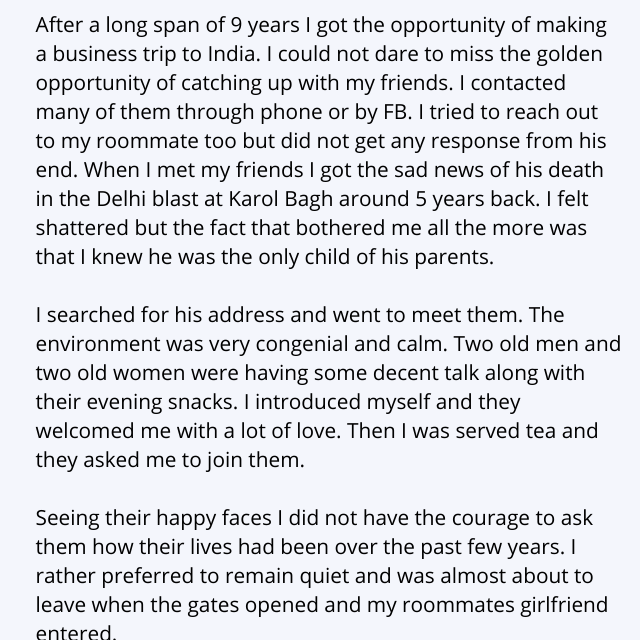 After a long span of 9 years I got the opportunity of making
a business trip to India. I could not dare to miss the golden
opportunity of catching up with my friends. I contacted
many of them through phone or by FB. I tried to reach out
to my roommate too but did not get any response from his
end. When I met my friends I got the sad news of his death
in the Delhi blast at Karol Bagh around 5 years back. I felt
shattered but the fact that bothered me all the more was
that I knew he was the only child of his parents.

I searched for his address and went to meet them. The
environment was very congenial and calm. Two old men and
two old women were having some decent talk along with
their evening snacks. I introduced myself and they
welcomed me with a lot of love. Then I was served tea and
they asked me to join them.

Seeing their happy faces I did not have the courage to ask
them how their lives had been over the past few years. I
rather preferred to remain quiet and was almost about to
leave when the gates opened and my roommates girlfriend
entered.